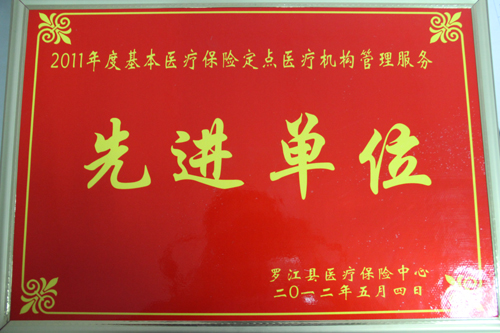 2011年度基本医疗保险定点医疗机构管理服务
先进单位
罗江县医疗保险中心
二〇一二年五月四日